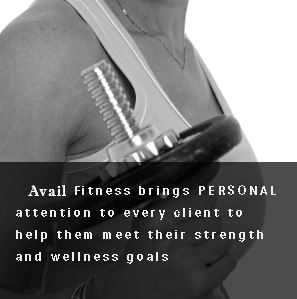 Avail Fitness brings PERSONAL
attention to every client to
help them meet their strength
and wellness goals